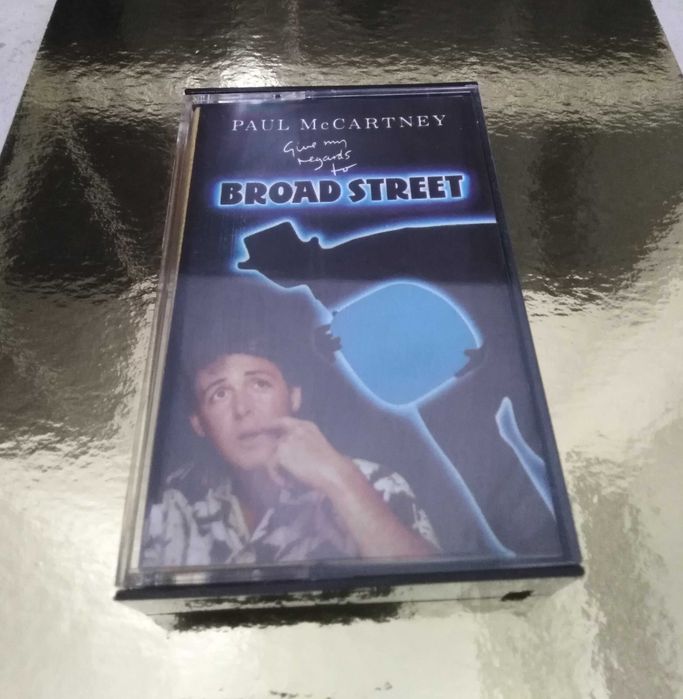 PAUL McCARTNEY
Give my
regards
to
BROAD STREET